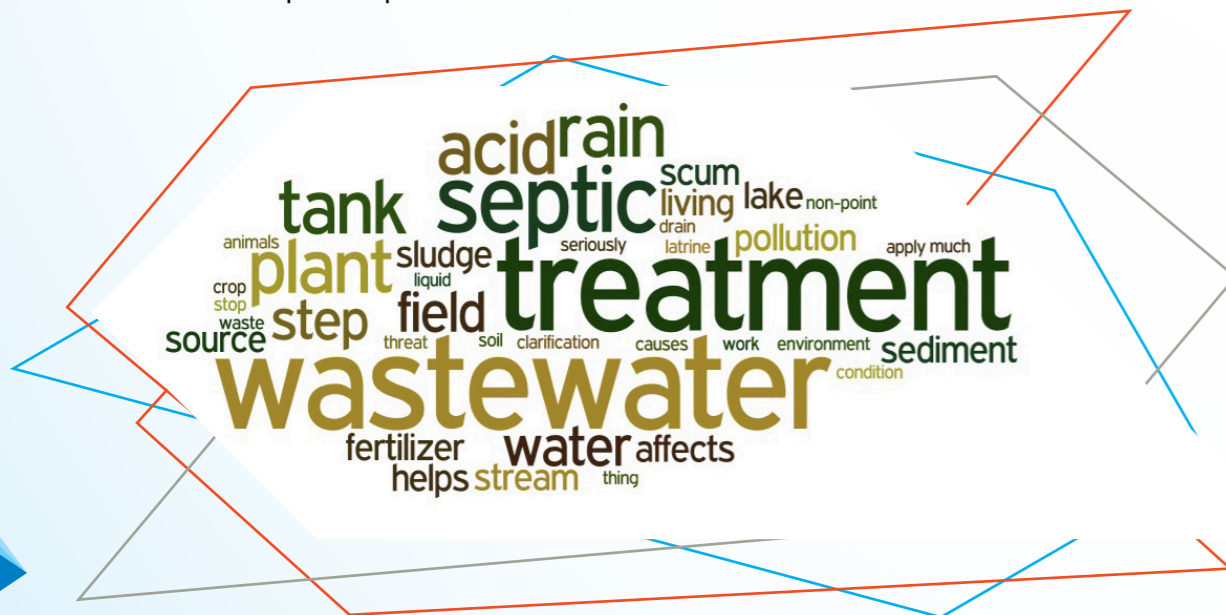 acid rain
septic scum
tank living lake non-point
drain
animals plant sludge seriously latrine pollution apply much
treatment
crop liquid
stop step field
waste
source threat soil clarification causes work environment sediment
wastewater condition
fertilizer water affects
helps stream thing